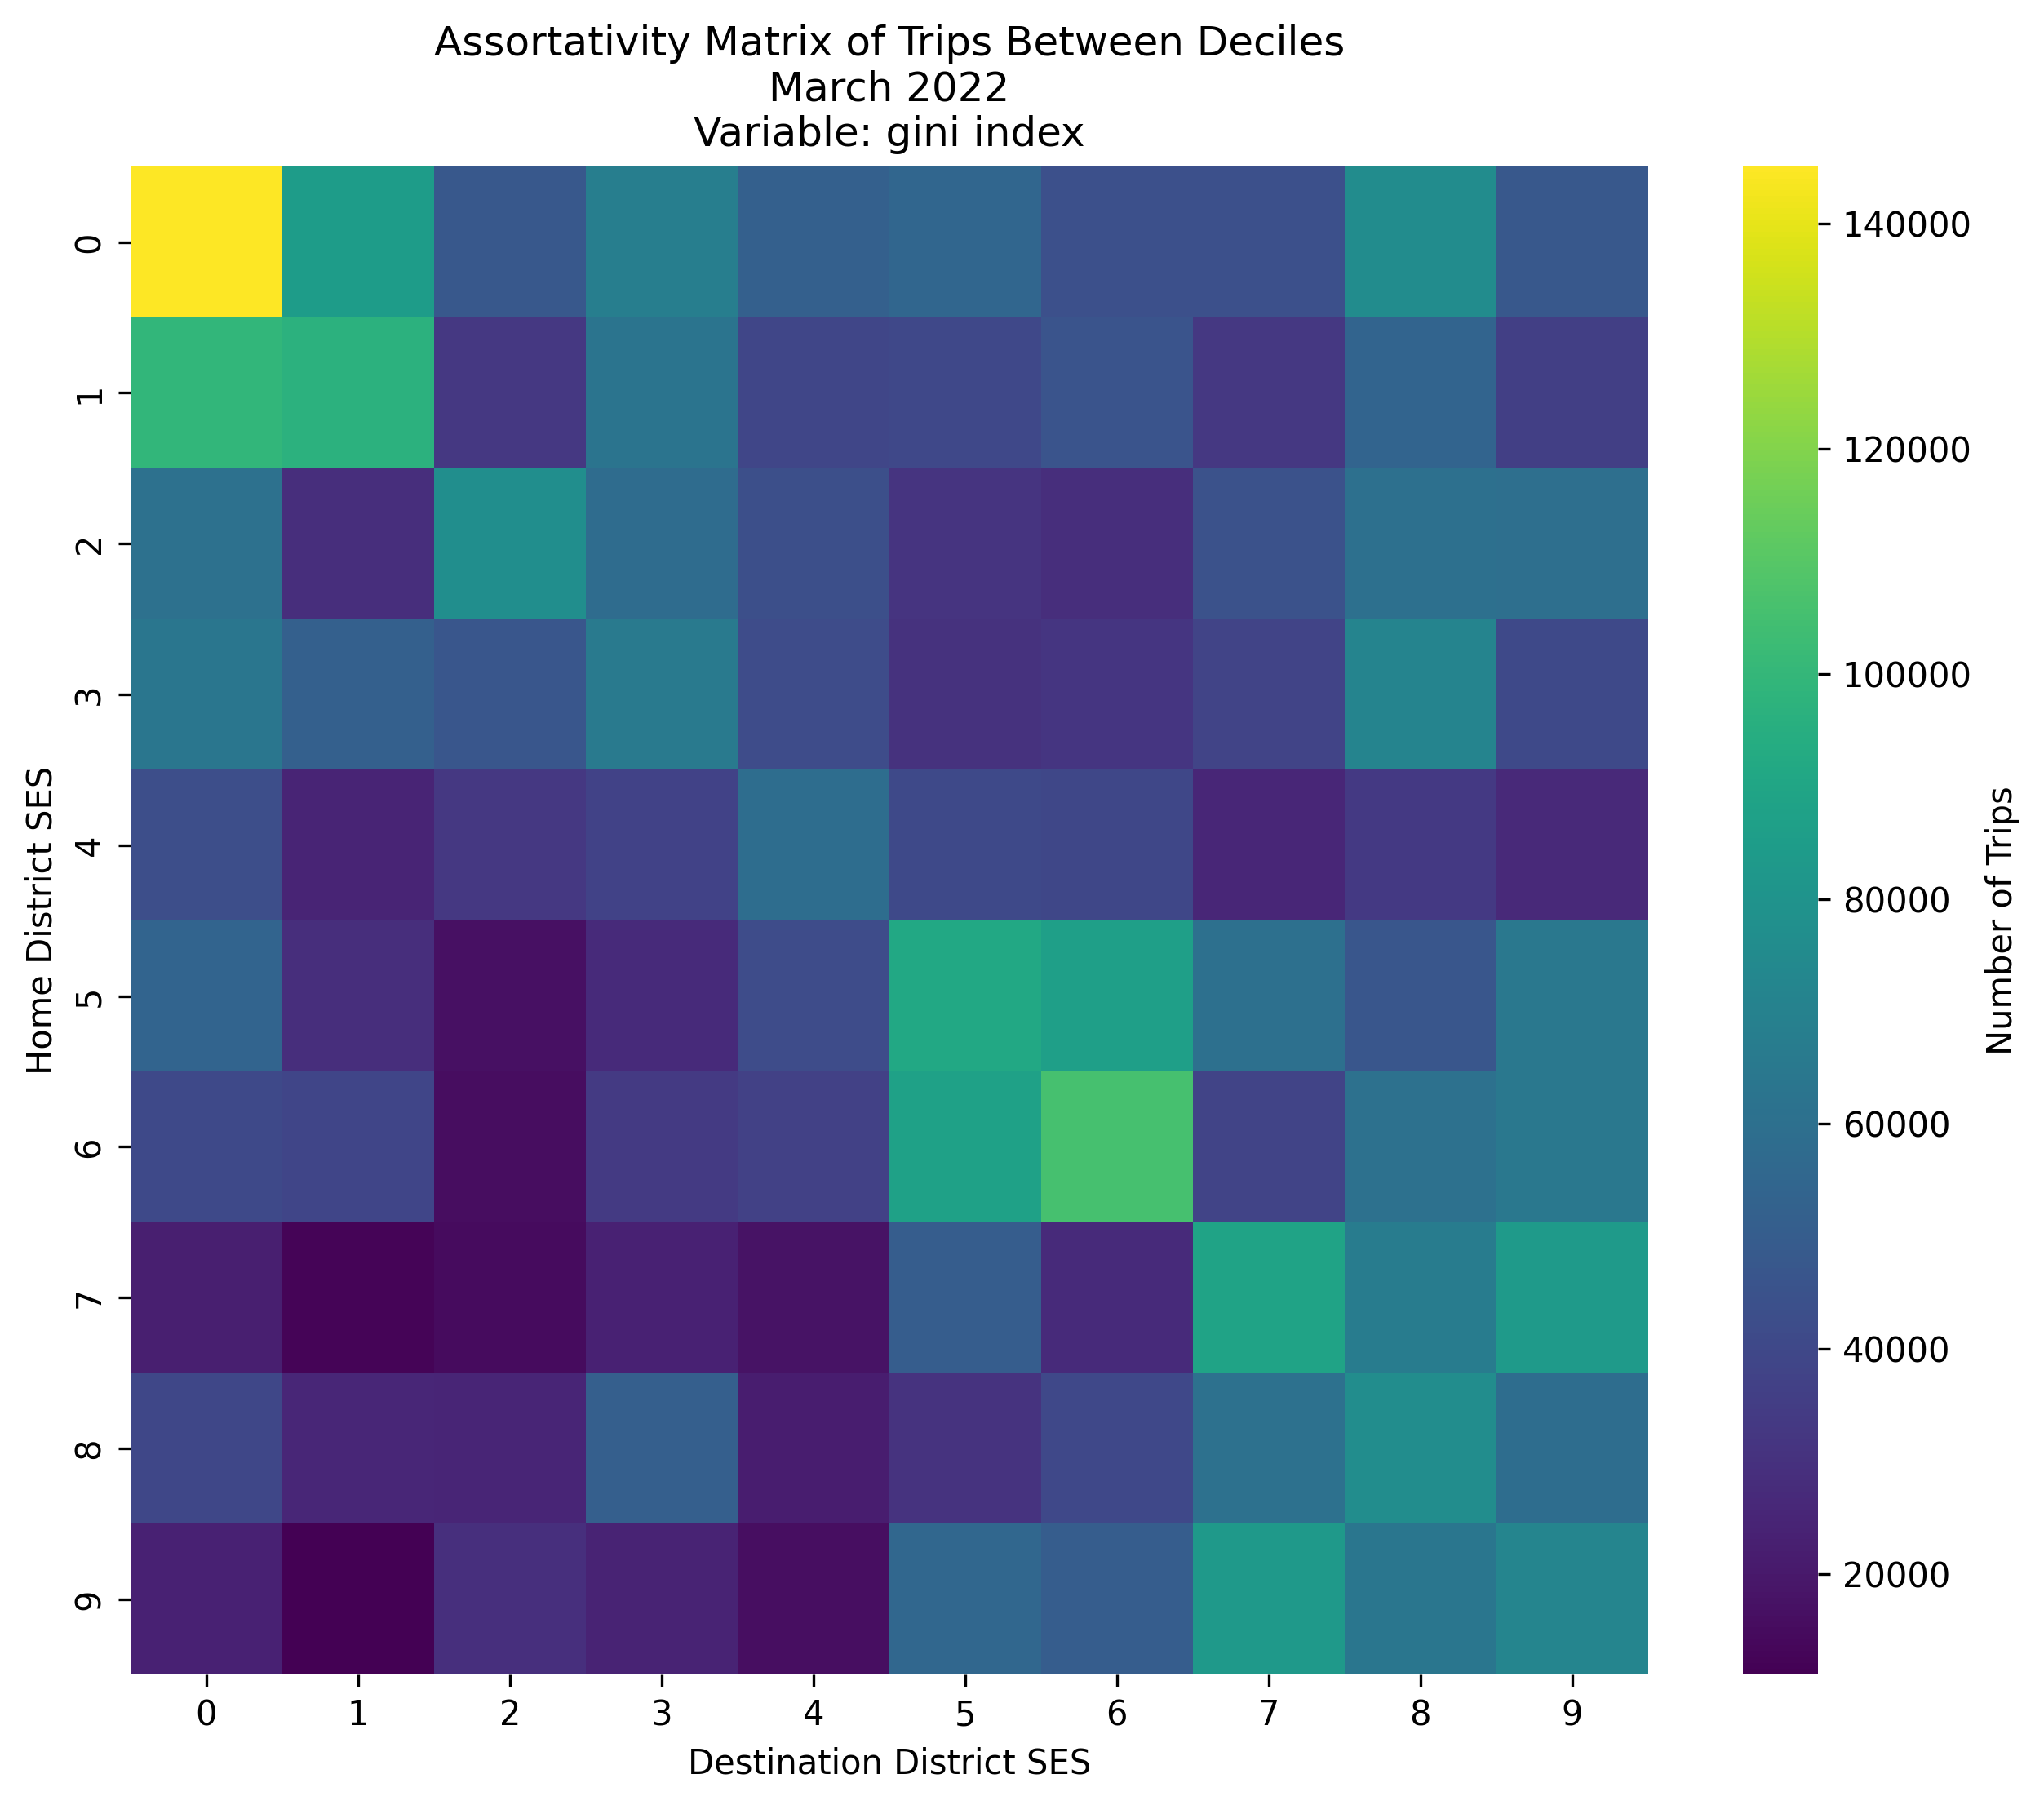 Assortativity Matrix of Trips Between Deciles
March 2022
Variable: gini index
Home District SES
0
1
2
3
4
5
6
7
8
9
0 1 2 3 4 5 6 7 8 9
Destination District SES
140000
120000
100000
80000
60000
40000
20000
Number of Trips